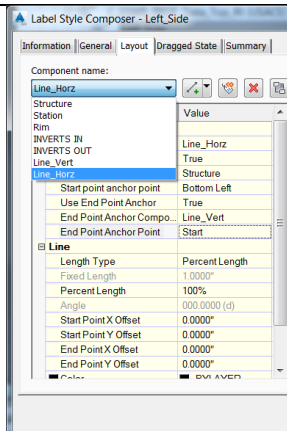 Label Style Composer - Left_Side
Information General Layout Dragged State Summary
Component name:
Line_Horz
Structure
Station
Rim
INVERTS IN
INVERTS OUT
Line_Vert
Line_Horz
Value
Line_Horz
True
Structure
Start point anchor point Bottom Left
Use End Point Anchor True
End Point Anchor Compo... Line_Vert
End Point Anchor Point Start
Line
Length Type Percent Length
Fixed Length 1.0000"
Percent Length 100%
Angle 000.0000 (d)
Start Point X Offset 0.0000"
Start Point Y Offset 0.0000"
End Point X Offset 0.0000"
End Point Y Offset 0.0000"
Color BYLAYER